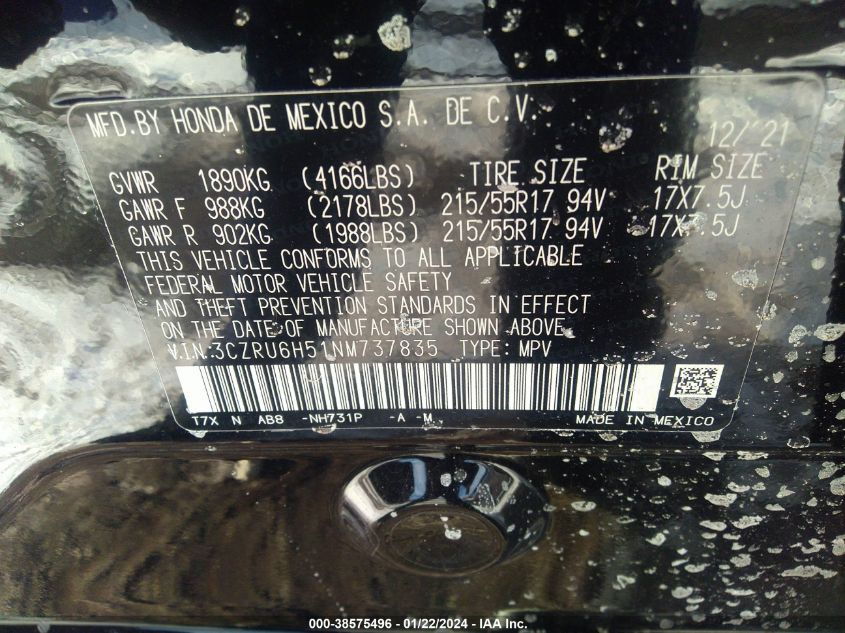 MFD.BY HONDA DE MEXICO S.A. DE C.V. 12/'21
GVWR 1890KG (4166LBS) TIRE SIZE RIM SIZE
GAWR F 988KG (2178LBS) 215/55R17 94V 17X7.5J
GAWR R 902KG (1988LBS) 215/55R17 94V 17X7.5J
THIS VEHICLE CONFORMS TO ALL APPLICABLE
FEDERAL MOTOR VEHICLE SAFETY
AND THEFT PREVENTION STANDARDS IN EFFECT
ON THE DATE OF MANUFACTURE SHOWN ABOVE.
V.I.N.:3CZRU6H51NM737835 TYPE: MPV
T7X N AB8 -NH731P -A -M MADE IN MEXICO
000-38575496 - 01/22/2024 - IAA Inc.